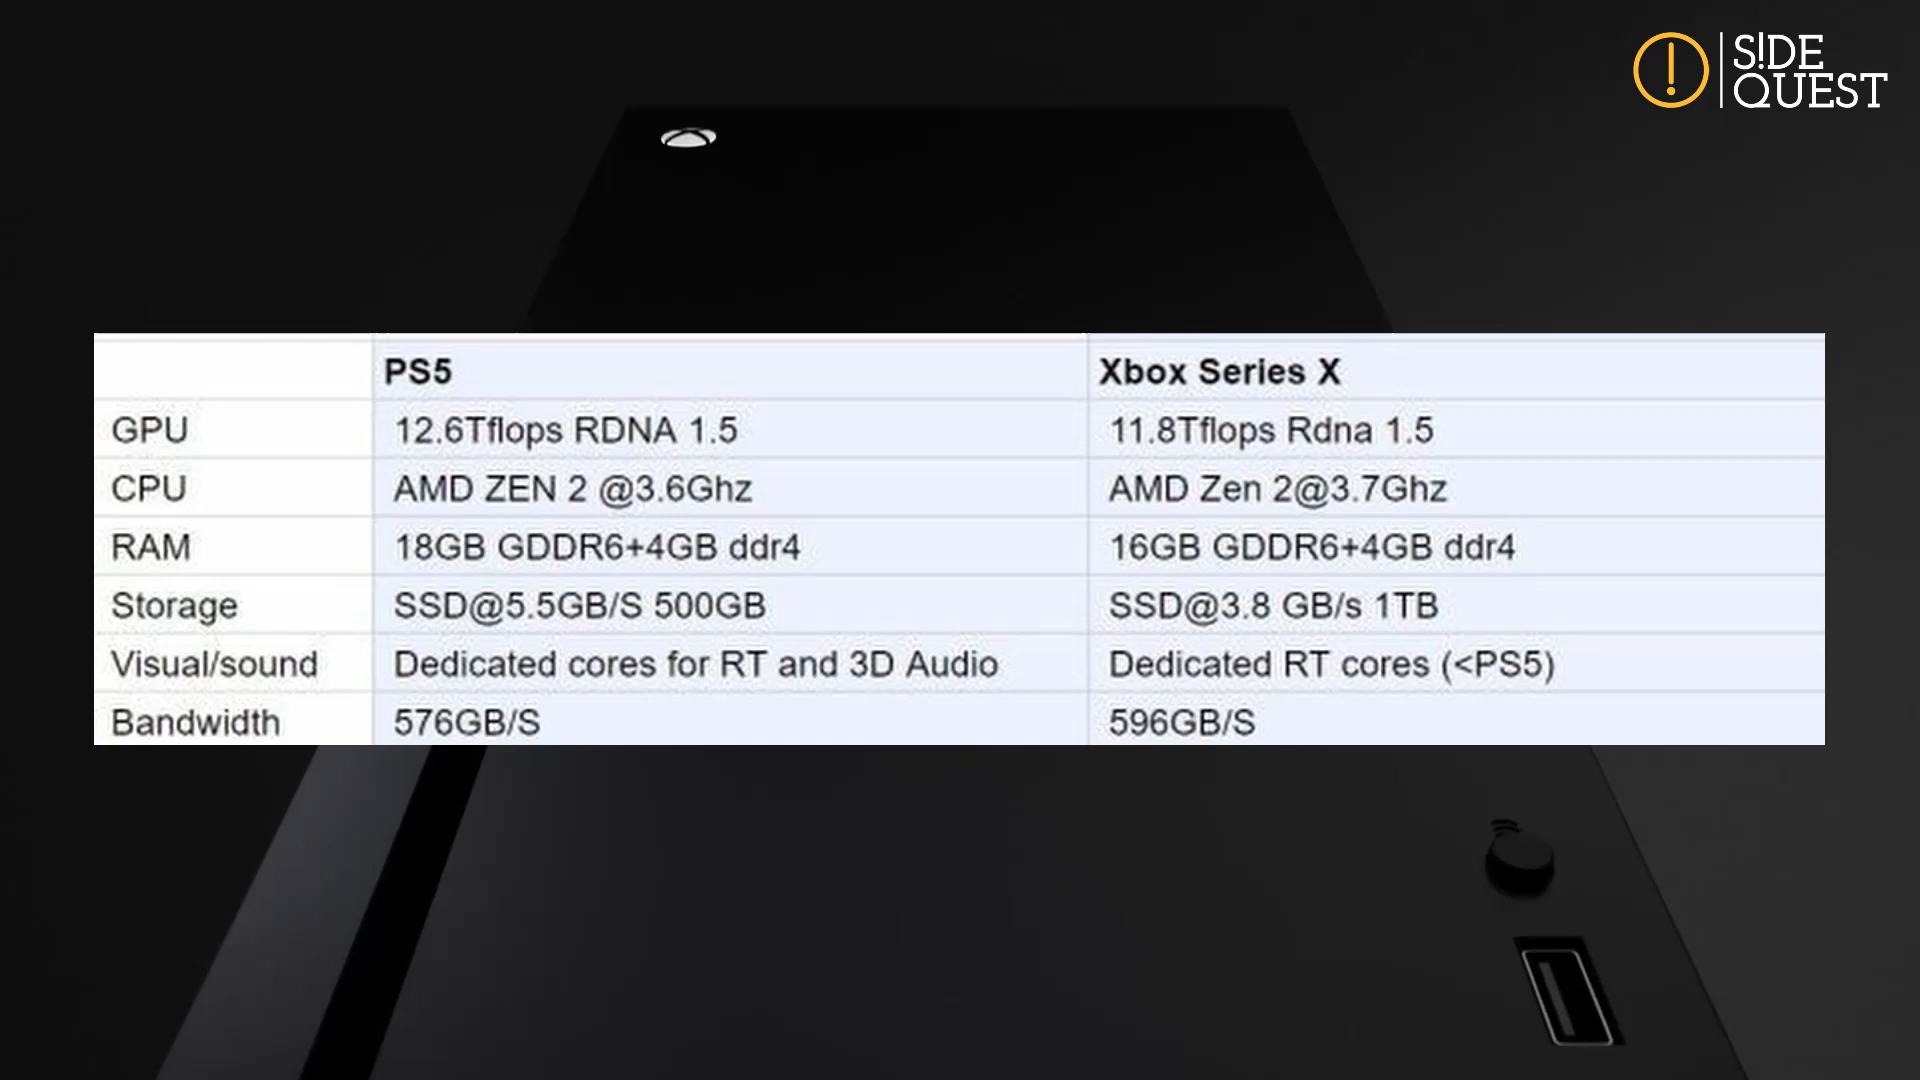 S!DE
QUEST
PS5 Xbox Series X
GPU 12.6Tflops RDNA 1.5 11.8Tflops Rdna 1.5
CPU AMD ZEN 2 @3.6Ghz AMD Zen 2@3.7Ghz
RAM 18GB GDDR6+4GB ddr4 16GB GDDR6+4GB ddr4
Storage SSD@5.5GB/S 500GB SSD@3.8 GB/s 1TB
Visual/sound Dedicated cores for RT and 3D Audio Dedicated RT cores (<PS5)
Bandwidth 576GB/S 596GB/S